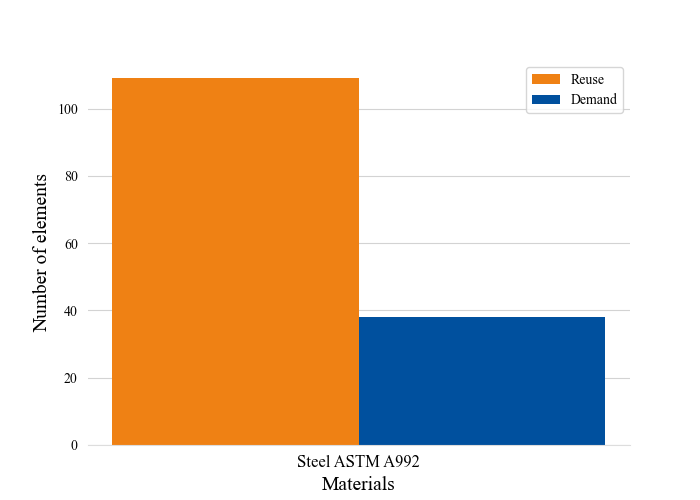 Reuse
Demand
Number of elements
100
80
60
40
20
0
Steel ASTM A992
Materials